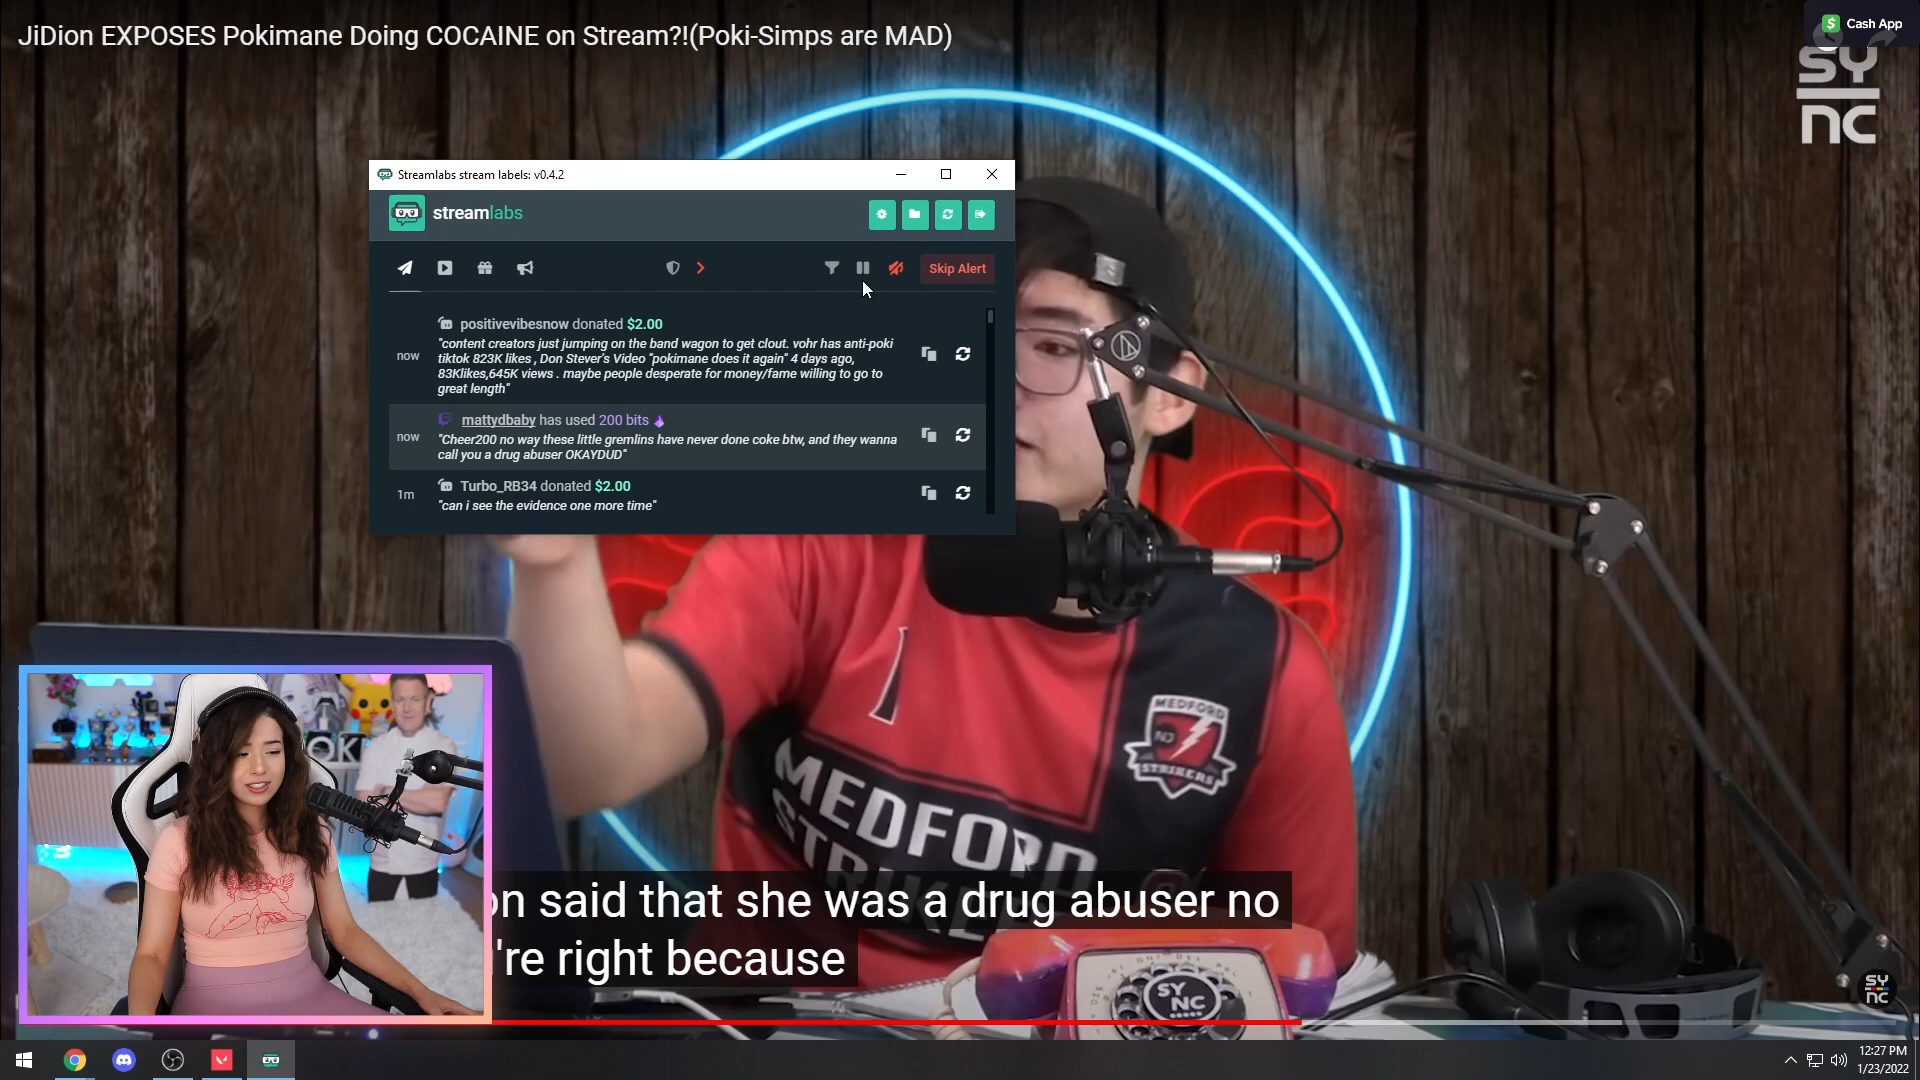 JiDion EXPOSES Pokimane Doing COCAINE on Stream?!(Poki-Simps are MAD)
Cash App
SY
NC
Streamlabs stream labels: v0.4.2
streamlabs
Skip Alert
positivevibesnow donated $2.00
"content creators just jumping on the band wagon to get clout. vohr has anti-poki
now
tiktok 823K likes , Don Stever's Video "pokimane does it again" 4 days ago,
83Klikes,645K views . maybe people desperate for money/fame willing to go to
great length"
mattydbaby has used 200 bits
now
"Cheer200 no way these little gremlins have never done coke btw, and they wanna
call you a drug abuser OKAYDUD"
Turbo_RB34 donated $2.00
1m
"can i see the evidence one more time"
MEDFORD
NJ
STRIKERS
MEDFORD
STRIKE
OKI
on said that she was a drug abuser no
're right because
SY
NC
SY
NC
12:27 PM
1/23/2022